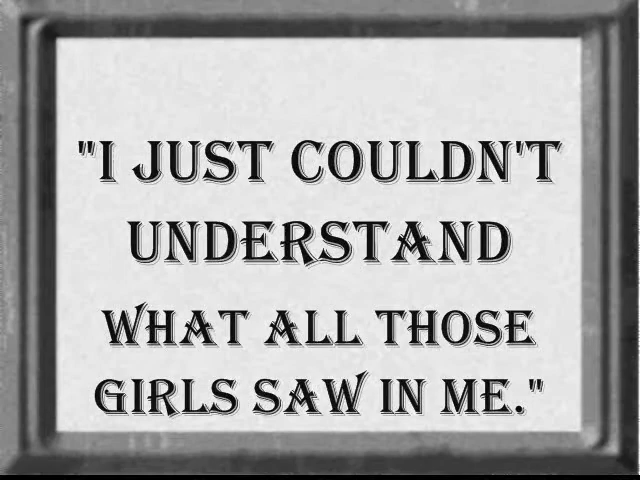 "I JUST COULDN'T
UNDERSTAND
WHAT ALL THOSE
GIRLS SAW IN ME."